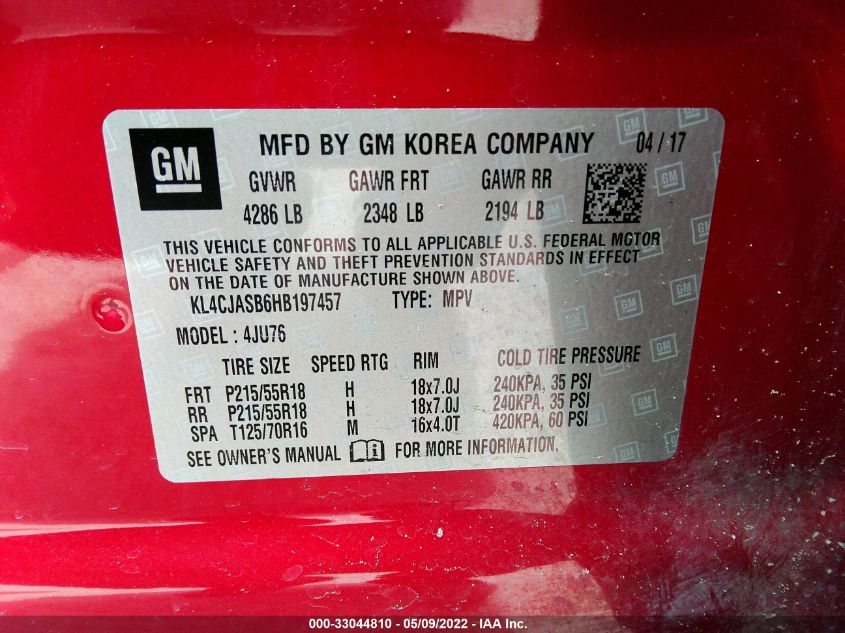 GM
MFD BY GM KOREA COMPANY 04 / 17
GVWR GAWR FRT GAWR RR
4286 LB 2348 LB 2194 LB
THIS VEHICLE CONFORMS TO ALL APPLICABLE U.S. FEDERAL MOTOR
VEHICLE SAFETY AND THEFT PREVENTION STANDARDS IN EFFECT
ON THE DATE OF MANUFACTURE SHOWN ABOVE.
KL4CJASB6HB197457 TYPE: MPV
MODEL : 4JU76
TIRE SIZE SPEED RTG RIM COLD TIRE PRESSURE
FRT P215/55R18 H 18x7.0J 240KPA, 35 PSI
RR P215/55R18 H 18x7.0J 240KPA, 35 PSI
SPA T125/70R16 M 16x4.0T 420KPA, 60 PSI
SEE OWNER'S MANUAL FOR MORE INFORMATION.
000-33044810 - 05/09/2022 - IAA Inc.